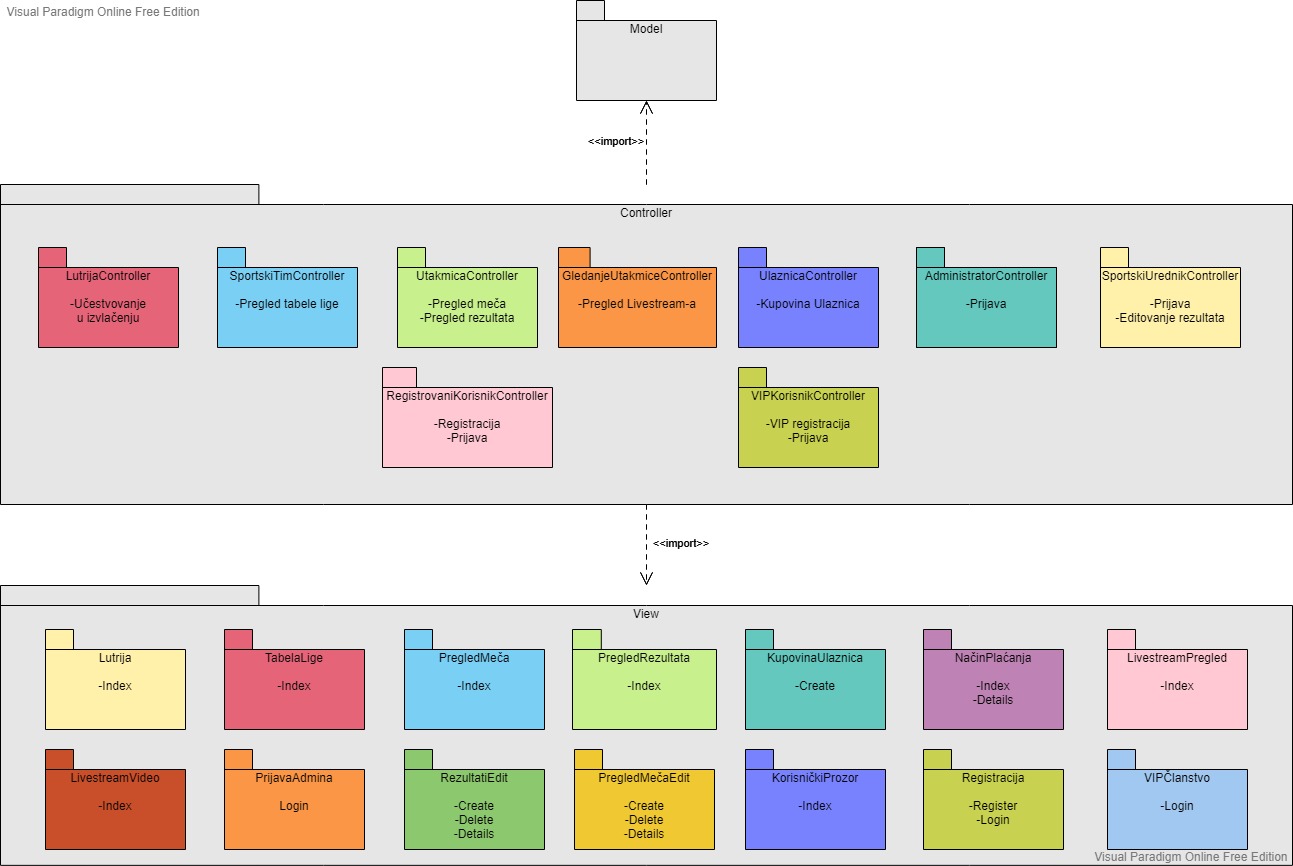 Visual Paradigm Online Free Edition
Model
<<import>>
Controller
LutrijaController
-Učestvovanje
u izvlačenju
SportskiTimController
-Pregled tabele lige
UtakmicaController
-Pregled meča
-Pregled rezultata
GledanjeUtakmiceController
-Pregled Livestream-a
UlaznicaController
-Kupovina Ulaznica
AdministratorController
-Prijava
SportskiUrednikController
-Prijava
-Editovanje rezultata
RegistrovaniKorisnikController
-Registracija
-Prijava
VIPKorisnikController
-VIP registracija
-Prijava
<<import>>
View
Lutrija
-Index
TabelaLige
-Index
PregledMeča
-Index
PregledRezultata
-Index
KupovinaUlaznica
-Create
NačinPlaćanja
-Index
-Details
LivestreamPregled
-Index
LivestreamVideo
-Index
PrijavaAdmina
Login
RezultatiEdit
-Create
-Delete
-Details
PregledMečaEdit
-Create
-Delete
-Details
KorisničkiProzor
-Index
Registracija
-Register
-Login
VIPČlanstvo
-Login
Visual Paradigm Online Free Edition